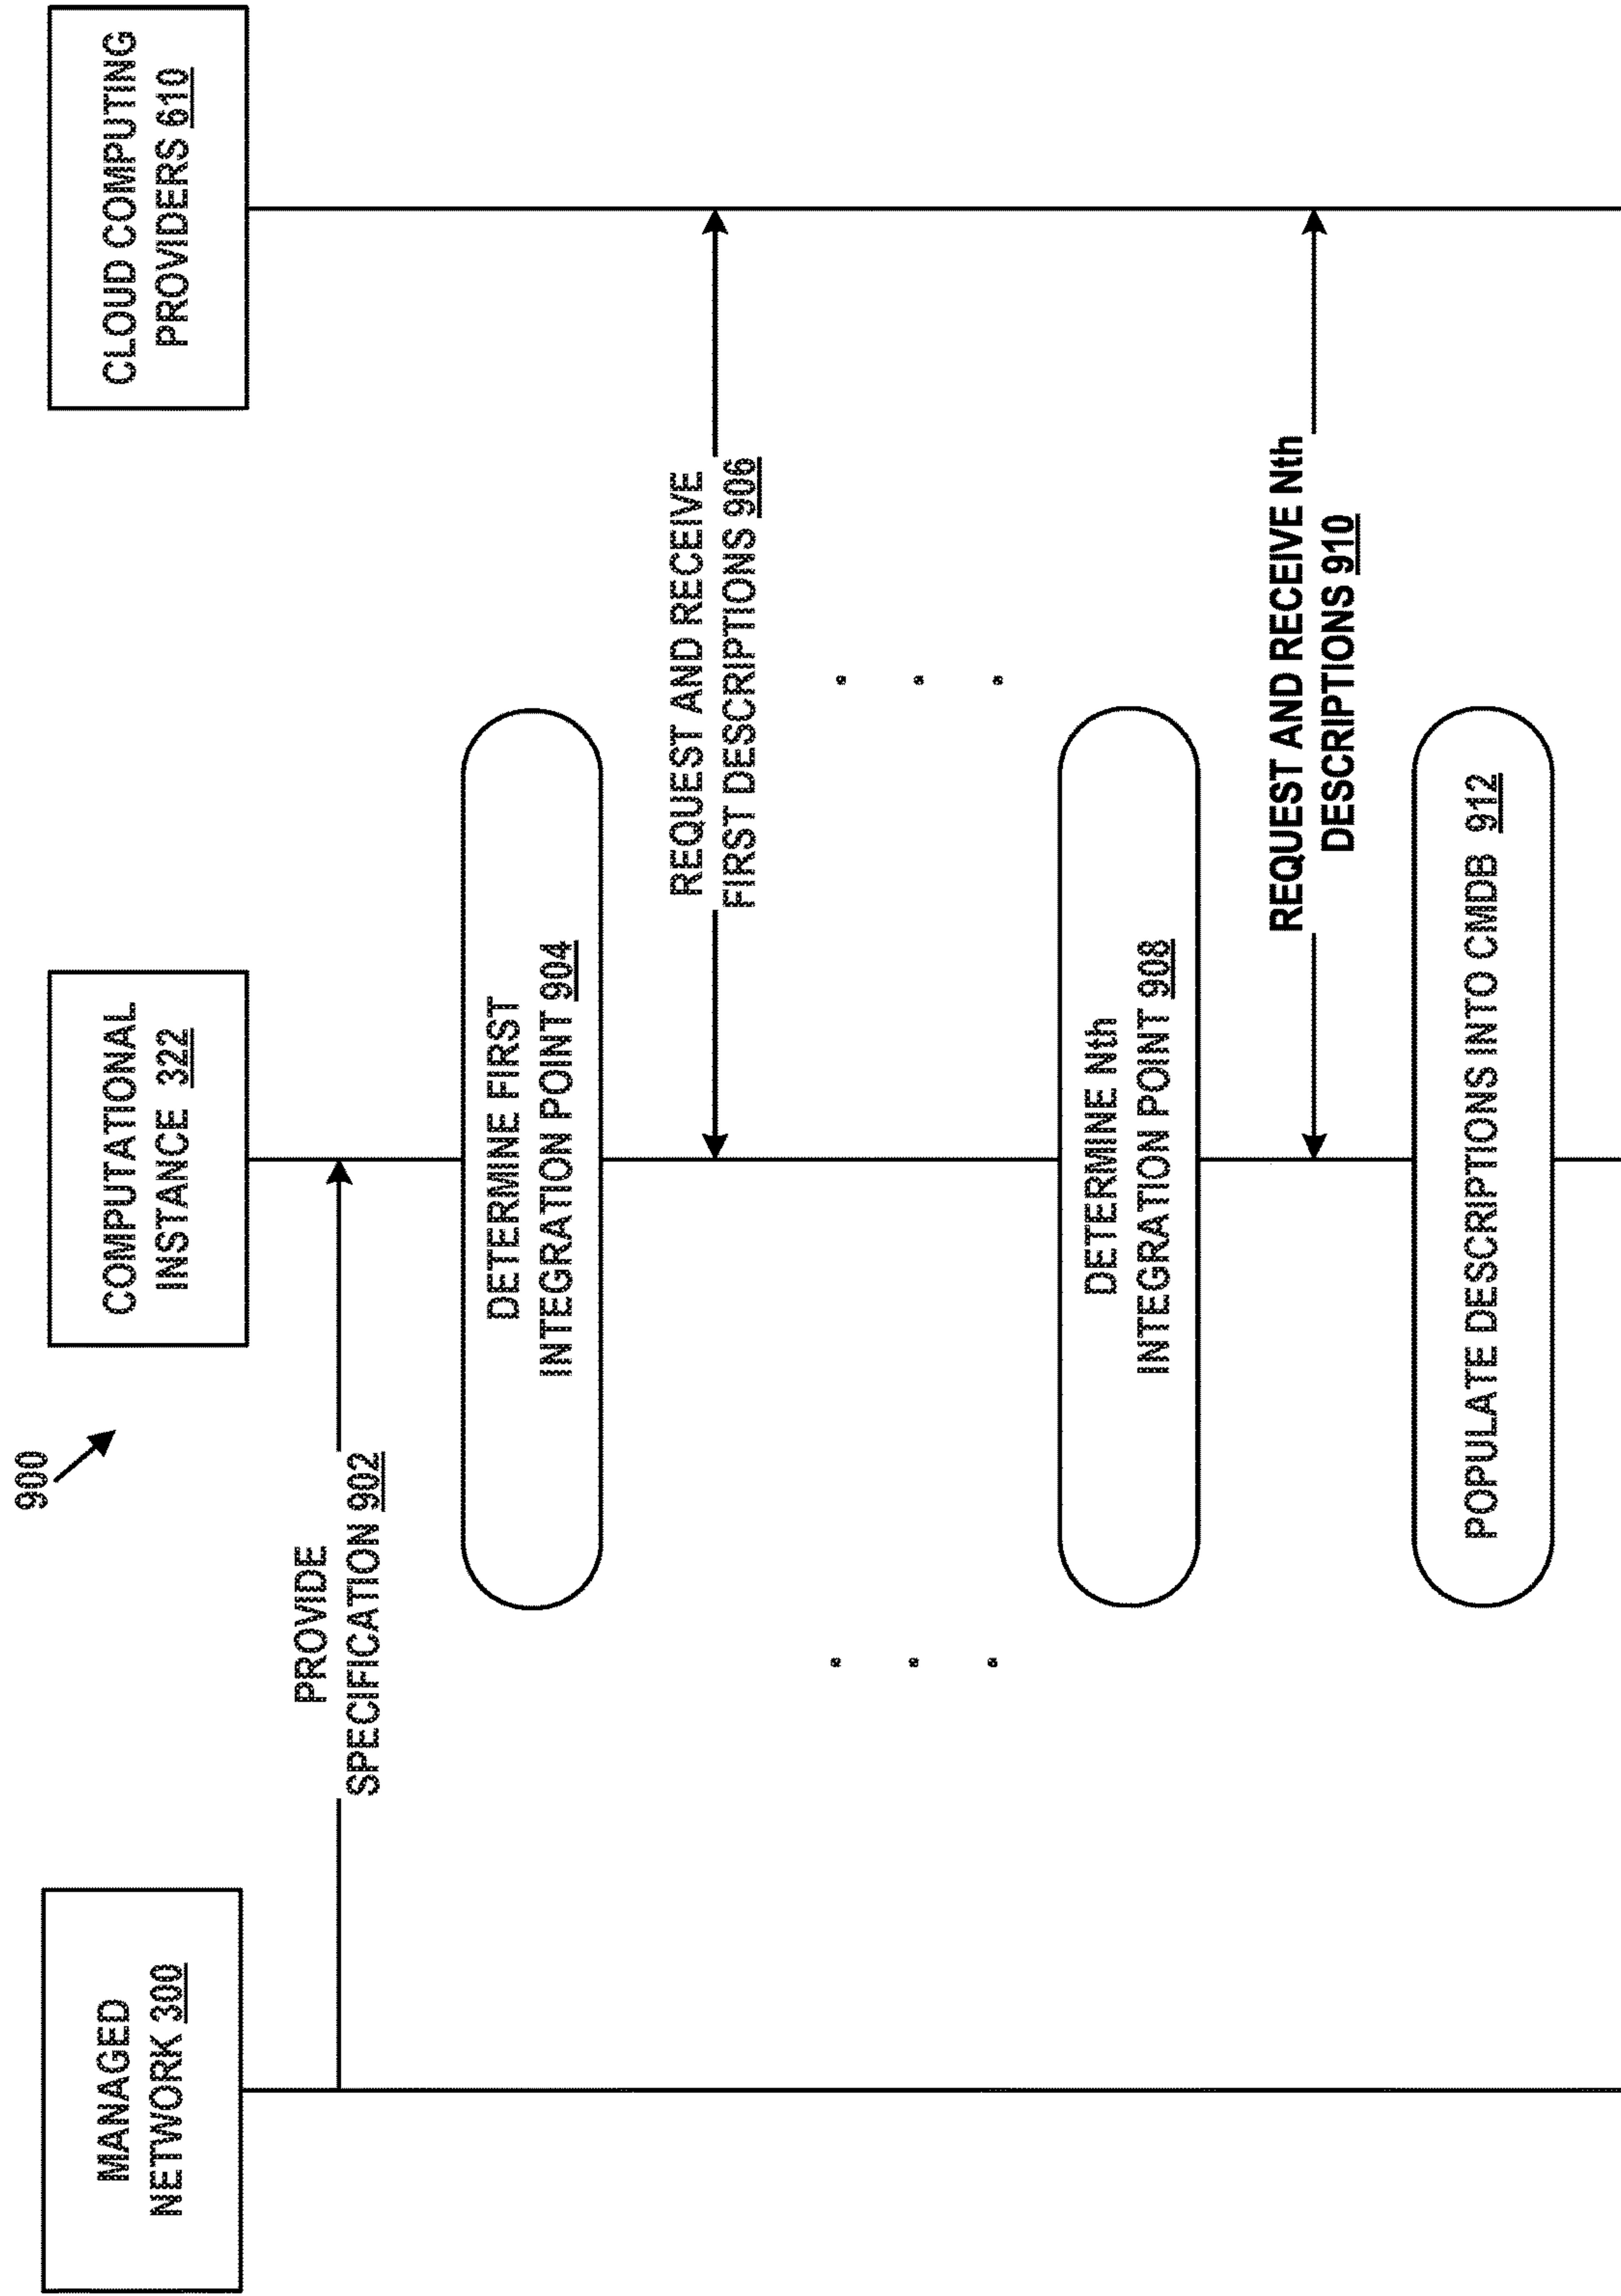 900
MANAGED
NETWORK 300
COMPUTATIONAL
INSTANCE 322
CLOUD COMPUTING
PROVIDERS 610
PROVIDE
SPECIFICATION 902
DETERMINE FIRST
INTEGRATION POINT 904
REQUEST AND RECEIVE
FIRST DESCRIPTIONS 906
DETERMINE Nth
INTEGRATION POINT 908
REQUEST AND RECEIVE Nth
DESCRIPTIONS 910
POPULATE DESCRIPTIONS INTO CMDB 912